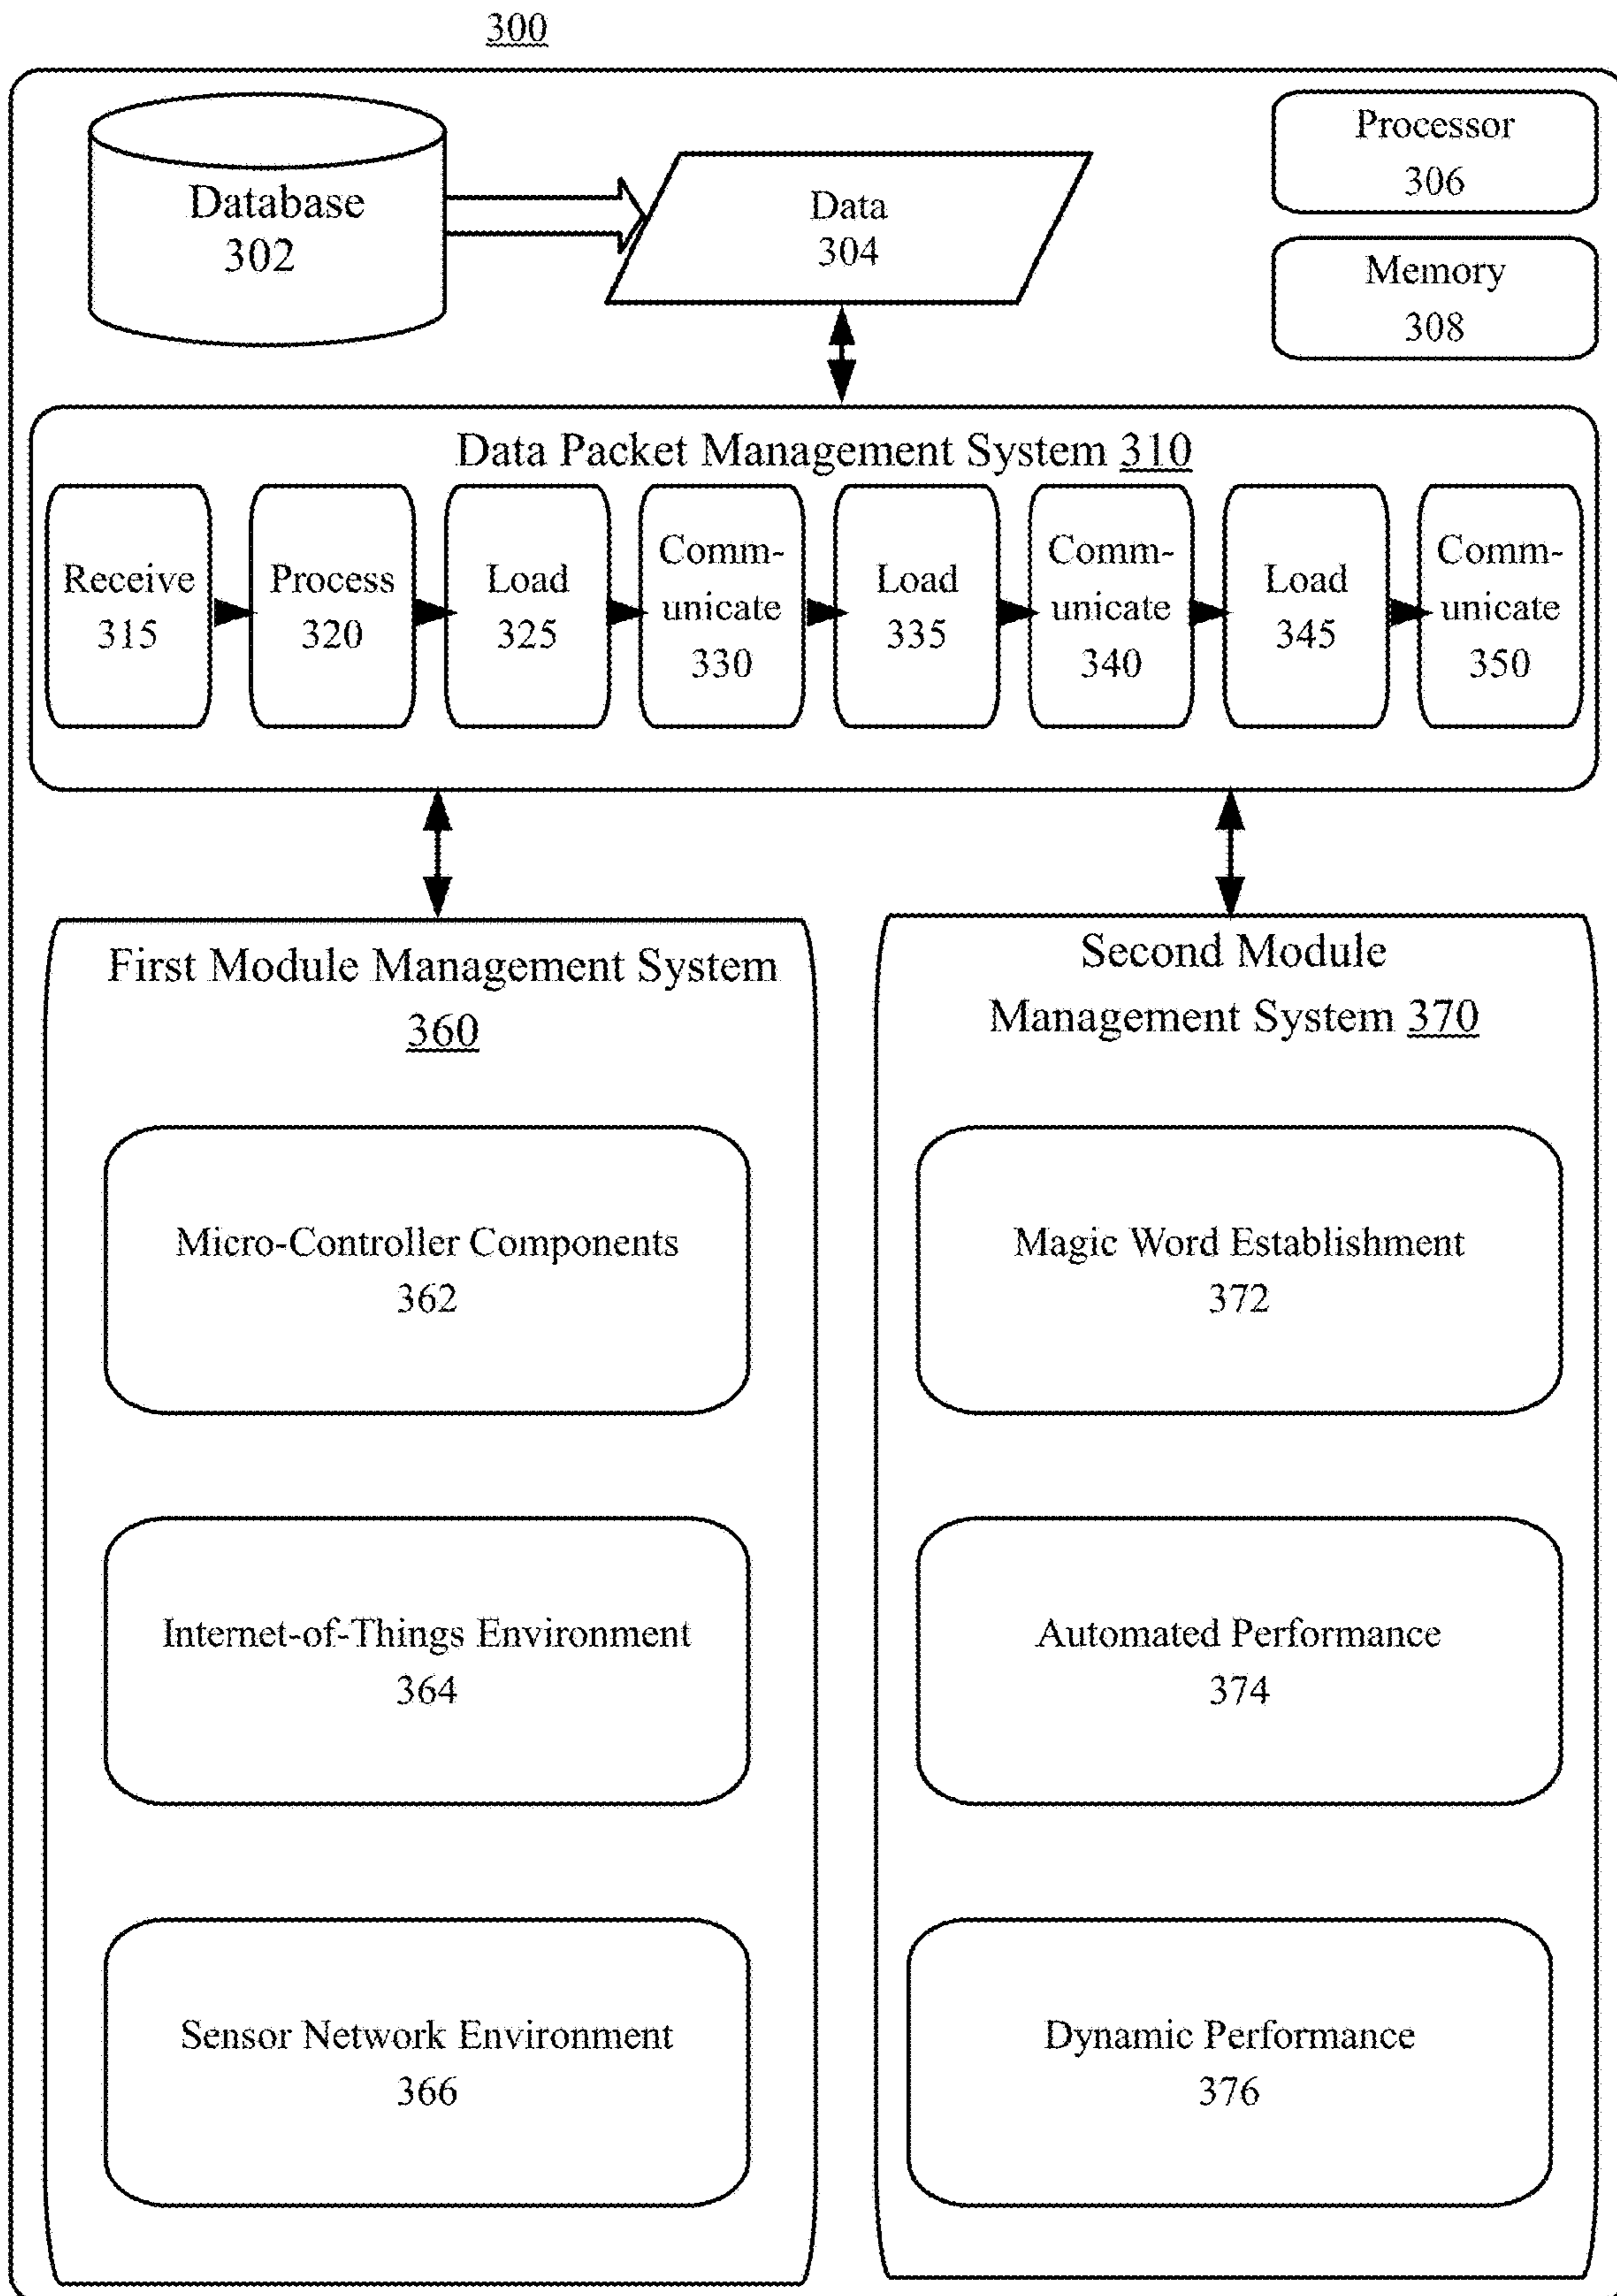 300
Database
302
Data
304
Processor
306
Memory
308
Data Packet Management System 310
Receive
315
Process
320
Load
325
Comm-
unicate
330
Load
335
Comm-
unicate
340
Load
345
Comm-
unicate
350
First Module Management System
360
Micro-Controller Components
362
Internet-of-Things Environment
364
Sensor Network Environment
366
Second Module
Management System 370
Magic Word Establishment
372
Automated Performance
374
Dynamic Performance
376